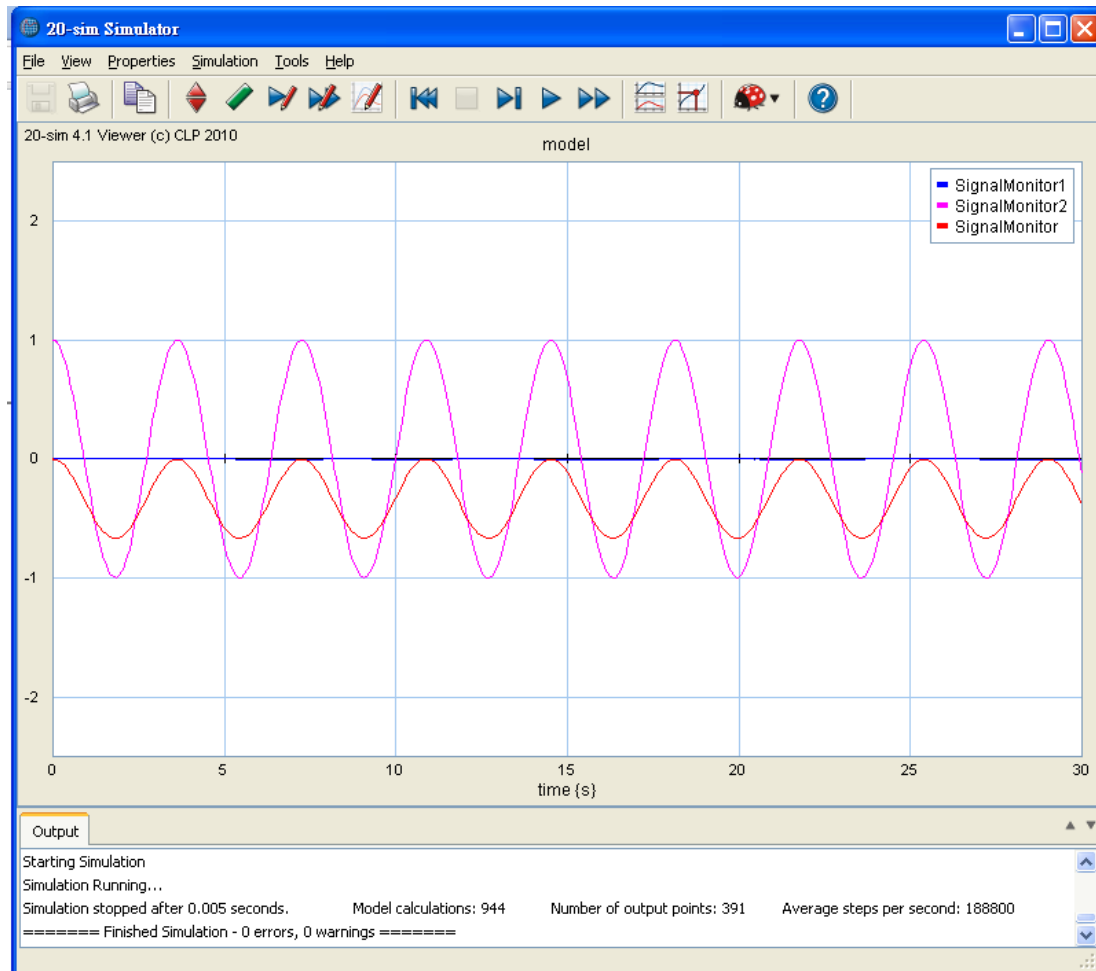 20-sim Simulator
File View Properties Simulation Tools Help
20-sim 4.1 Viewer (c) CLP 2010
model
SignalMonitor1
SignalMonitor2
SignalMonitor
2
1
0
-1
-2
0 5 10 15 20 25 30
time {s}
Output
Starting Simulation
Simulation Running...
Simulation stopped after 0.005 seconds. Model calculations: 944 Number of output points: 391 Average steps per second: 188800
======= Finished Simulation - 0 errors, 0 warnings =======